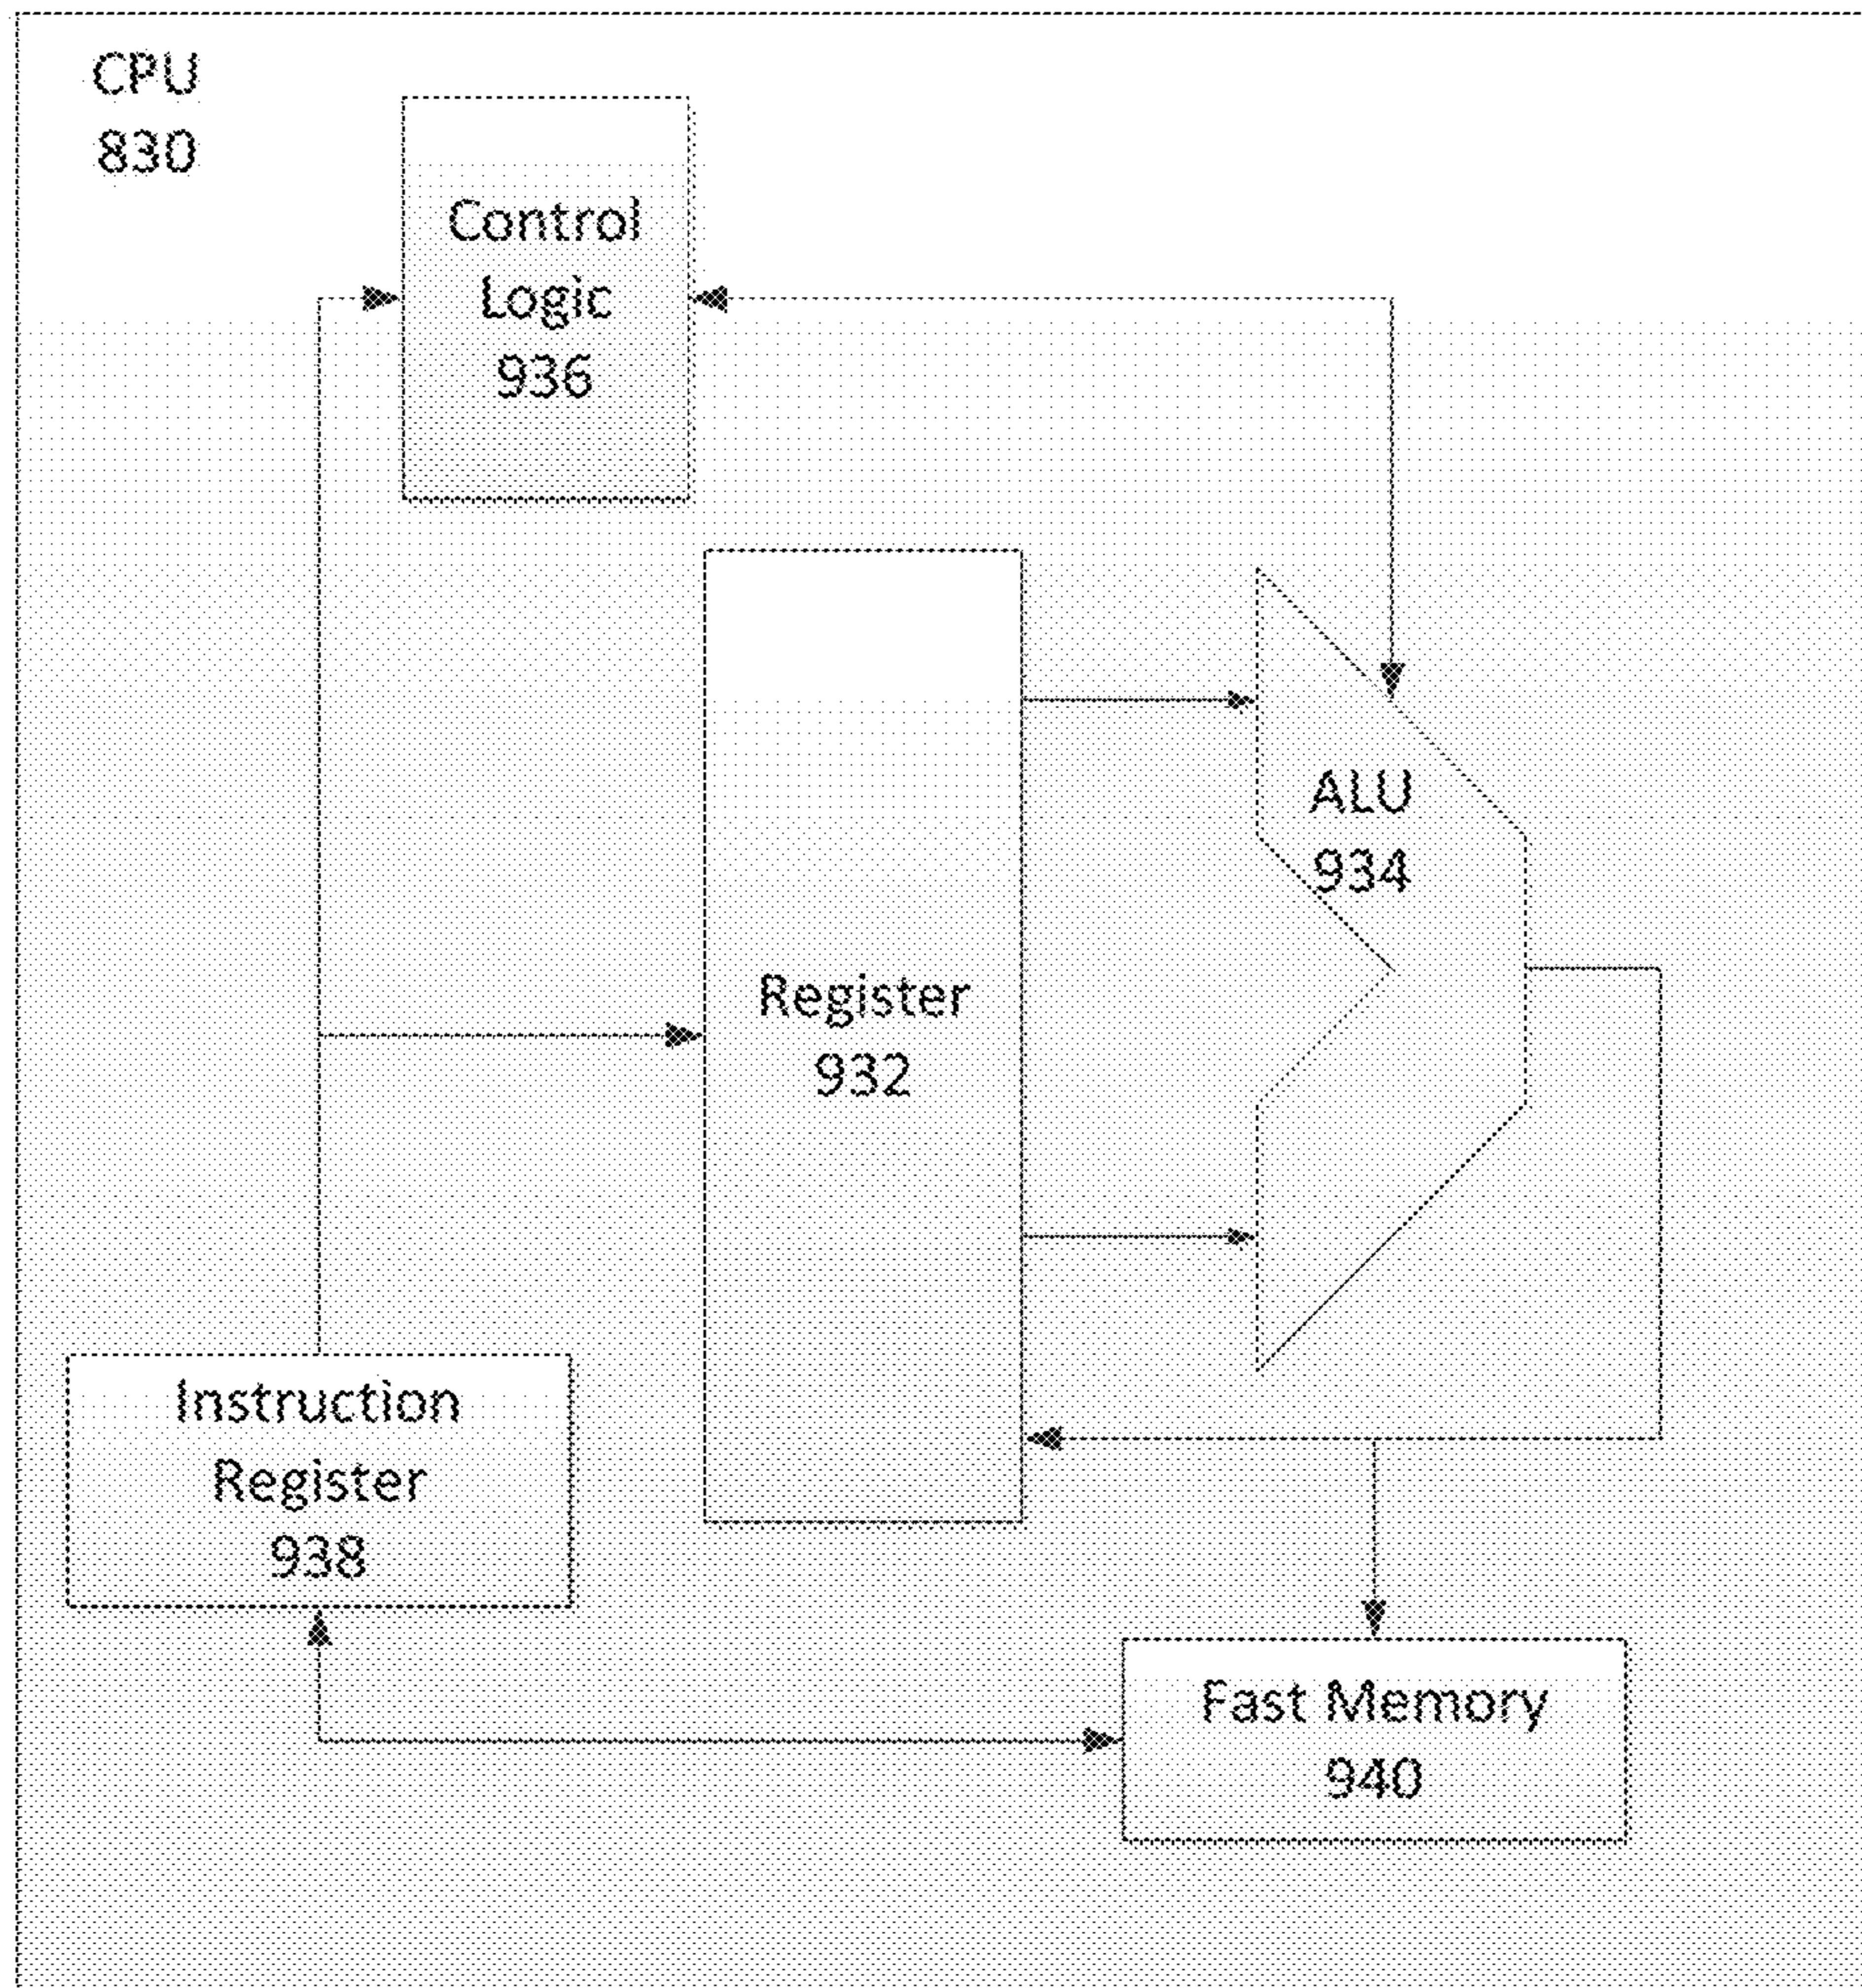 CPU
830
Control
Logic
936
ALU
934
Register
932
Instruction
Register
938
Fast Memory
940